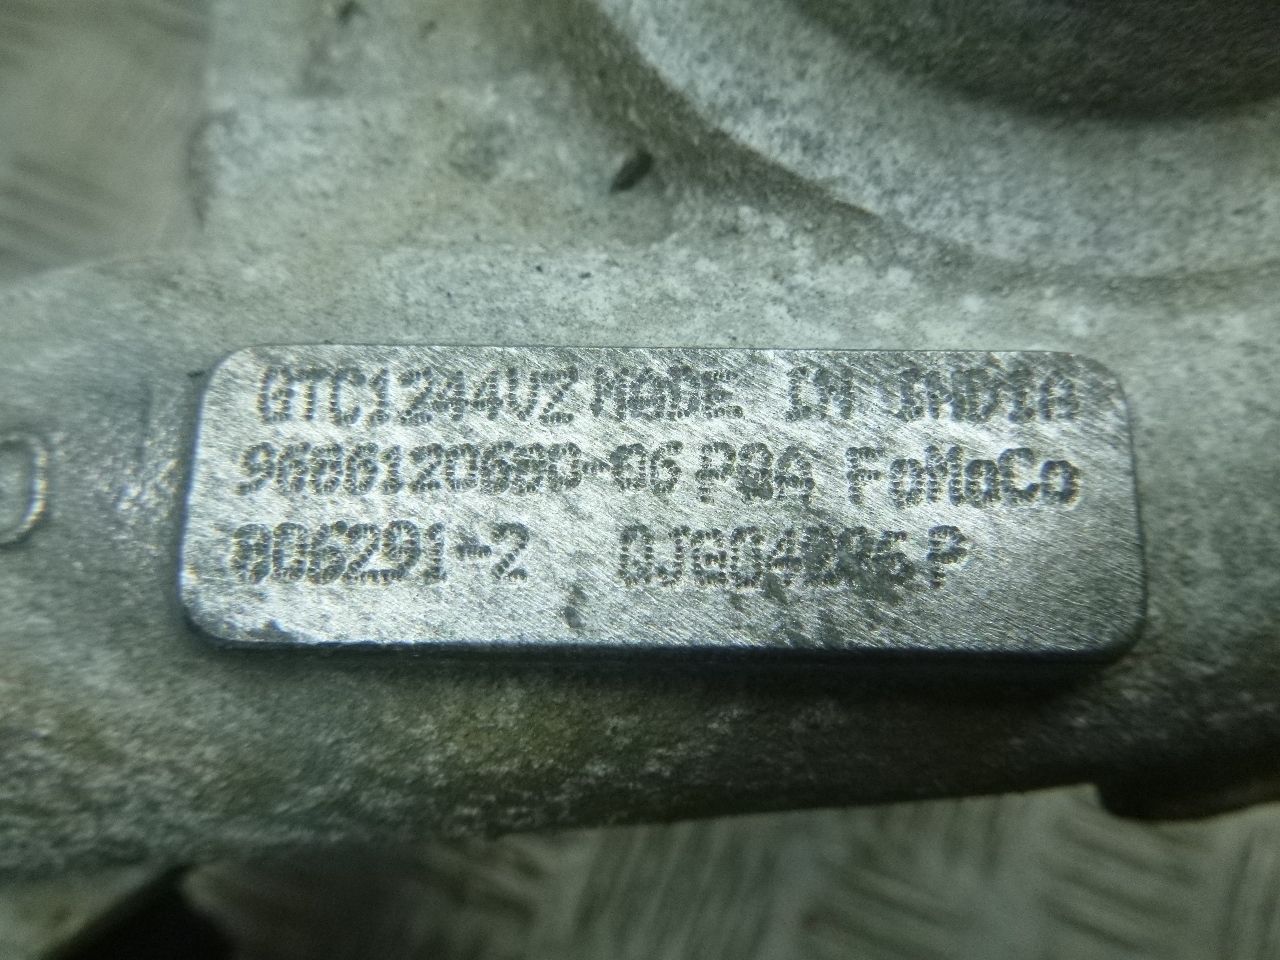 GTC1244VZ MADE IN INDIA
9686120680-06 PSA FoMoCo
806291-2